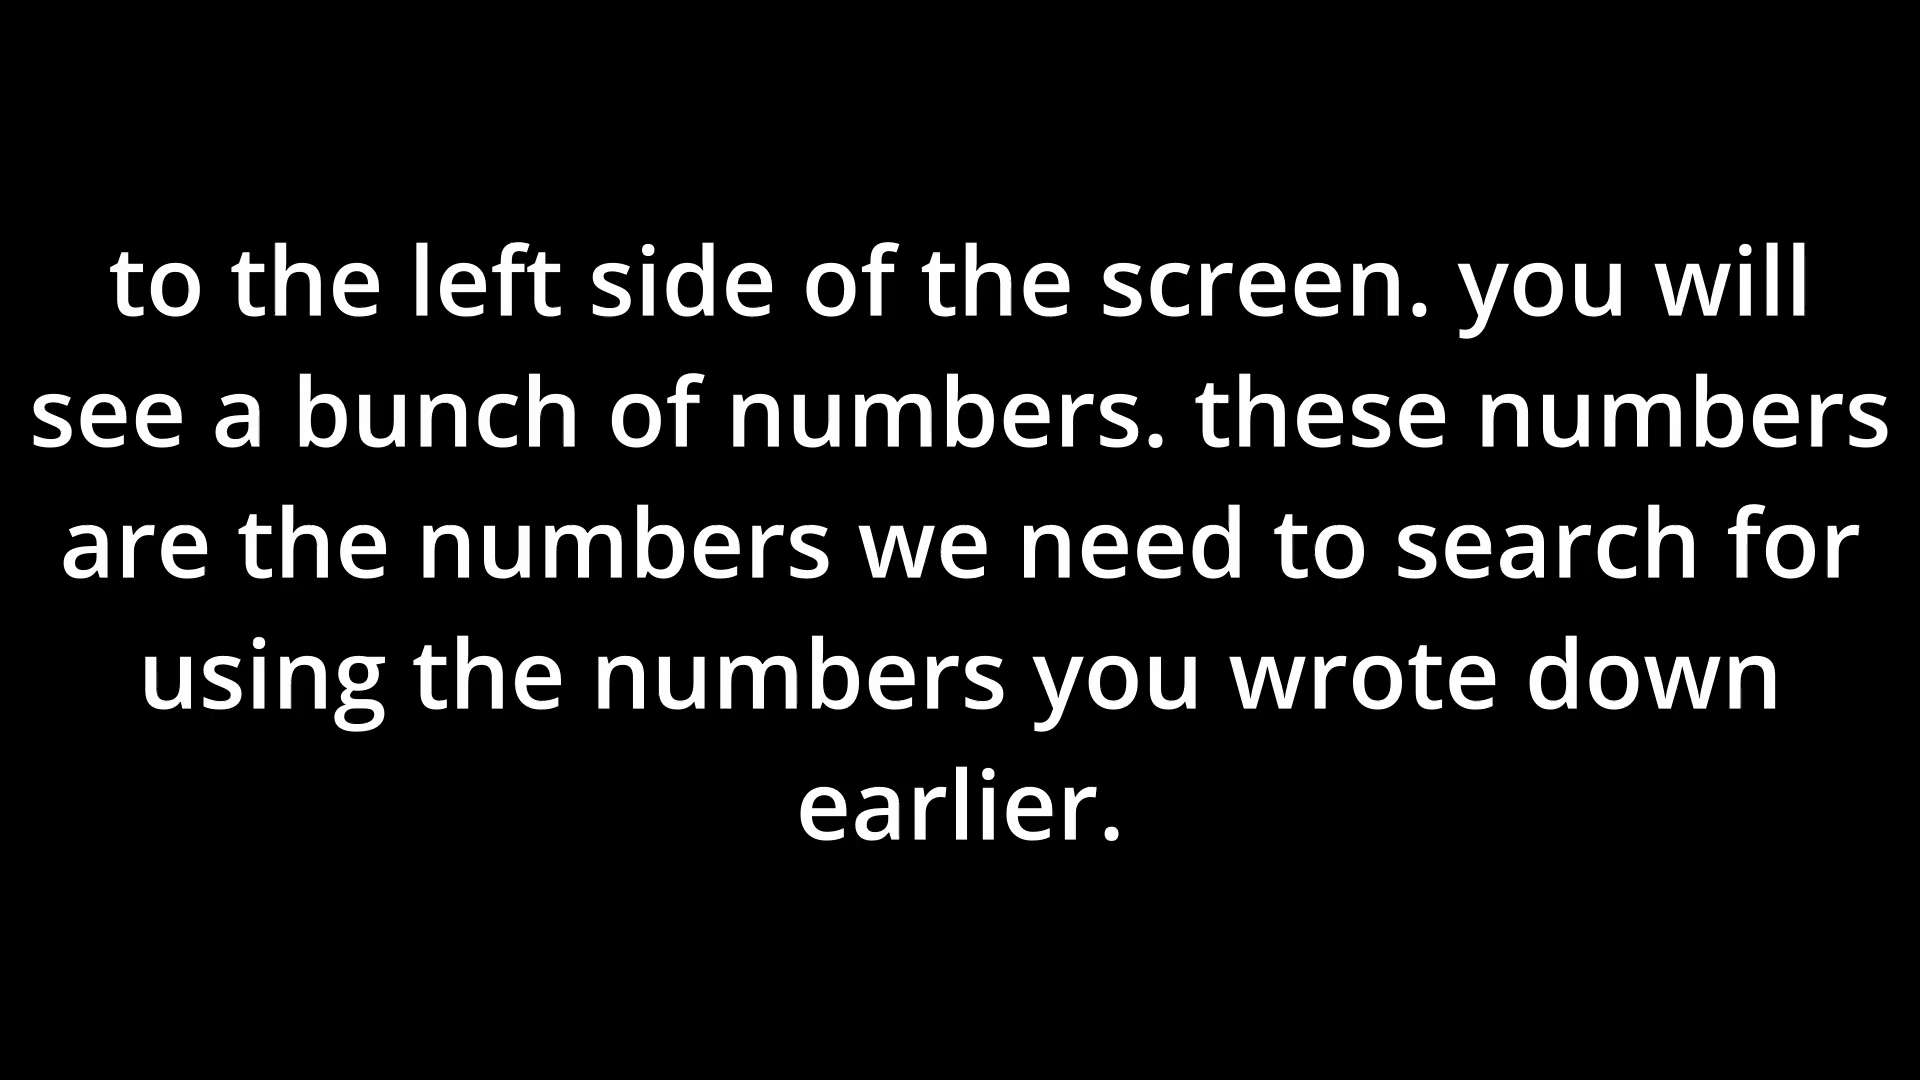 to the left side of the screen. you will
see a bunch of numbers. these numbers
are the numbers we need to search for
using the numbers you wrote down
earlier.